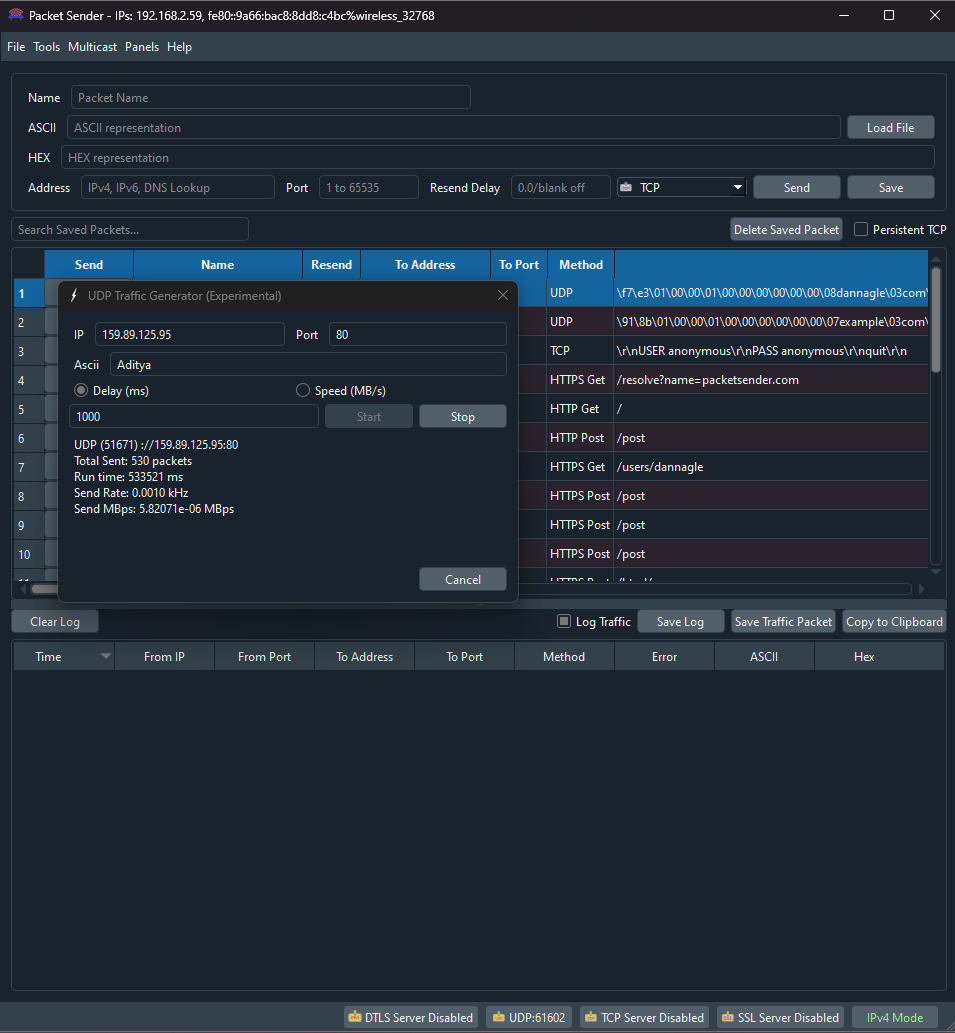 Packet Sender - IPs: 192.168.2.59, fe80::9a66:bac8:8dd8:c4bc%wireless_32768
File Tools Multicast Panels Help
Name Packet Name
ASCII ASCII representation Load File
HEX HEX representation
Address IPv4, IPv6, DNS Lookup Port 1 to 65535 Resend Delay 0.0/blank off TCP Send Save
Search Saved Packets... Delete Saved Packet Persistent TCP
Send Name Resend To Address To Port Method
1 UDP \f7\e3\01\00\00\01\00\00\00\00\00\00\08dannagle\03com\
2 UDP \91\8b\01\00\00\01\00\00\00\00\00\00\07example\03com\
3 TCP \r\nUSER anonymous\r\nPASS anonymous\r\nquit\r\n
4 HTTPS Get /resolve?name=packetsender.com
5 HTTP Get /
6 HTTP Post /post
7 HTTPS Get /users/dannagle
8 HTTPS Post /post
9 HTTPS Post /post
10 HTTPS Post /post
UDP Traffic Generator (Experimental)
IP 159.89.125.95 Port 80
Ascii Aditya
Delay (ms) Speed (MB/s)
1000 Start Stop
UDP (51671) ://159.89.125.95:80
Total Sent: 530 packets
Run time: 533521 ms
Send Rate: 0.0010 kHz
Send MBps: 5.82071e-06 MBps
Cancel
Clear Log Log Traffic Save Log Save Traffic Packet Copy to Clipboard
Time From IP From Port To Address To Port Method Error ASCII Hex
DTLS Server Disabled UDP:61602 TCP Server Disabled SSL Server Disabled IPv4 Mode